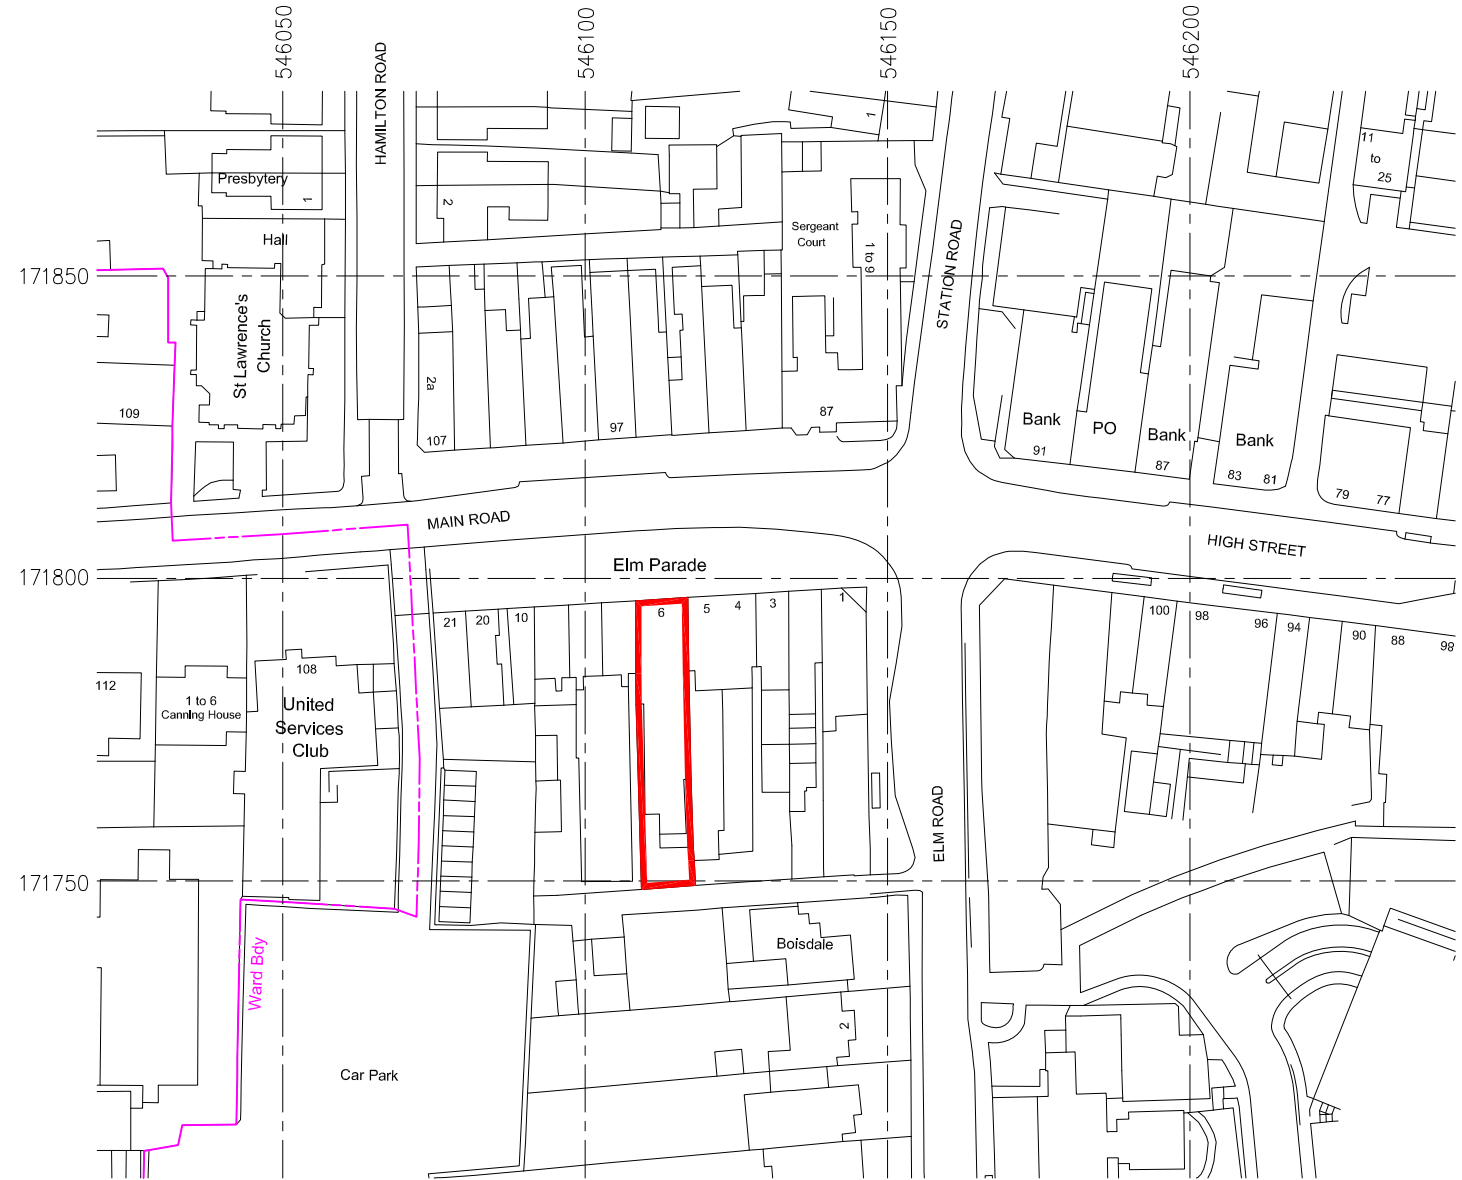 546050
546100
546150
546200
HAMILTON ROAD
1
11
to
25
Presbytery
1
2
Hall
Sergeant
Court
1 to 9
STATION ROAD
171850
St Lawrence's
Church
2a
109
107
97
87
Bank
91
PO
Bank
87
Bank
83
81
79
77
MAIN ROAD
HIGH STREET
Elm Parade
171800
21
20
10
6
5
4
3
1
100
98
96
94
90
88
98
112
1 to 6
Canning House
108
United
Services
Club
ELM ROAD
171750
Ward Bdy
Boisdale
2
Car Park